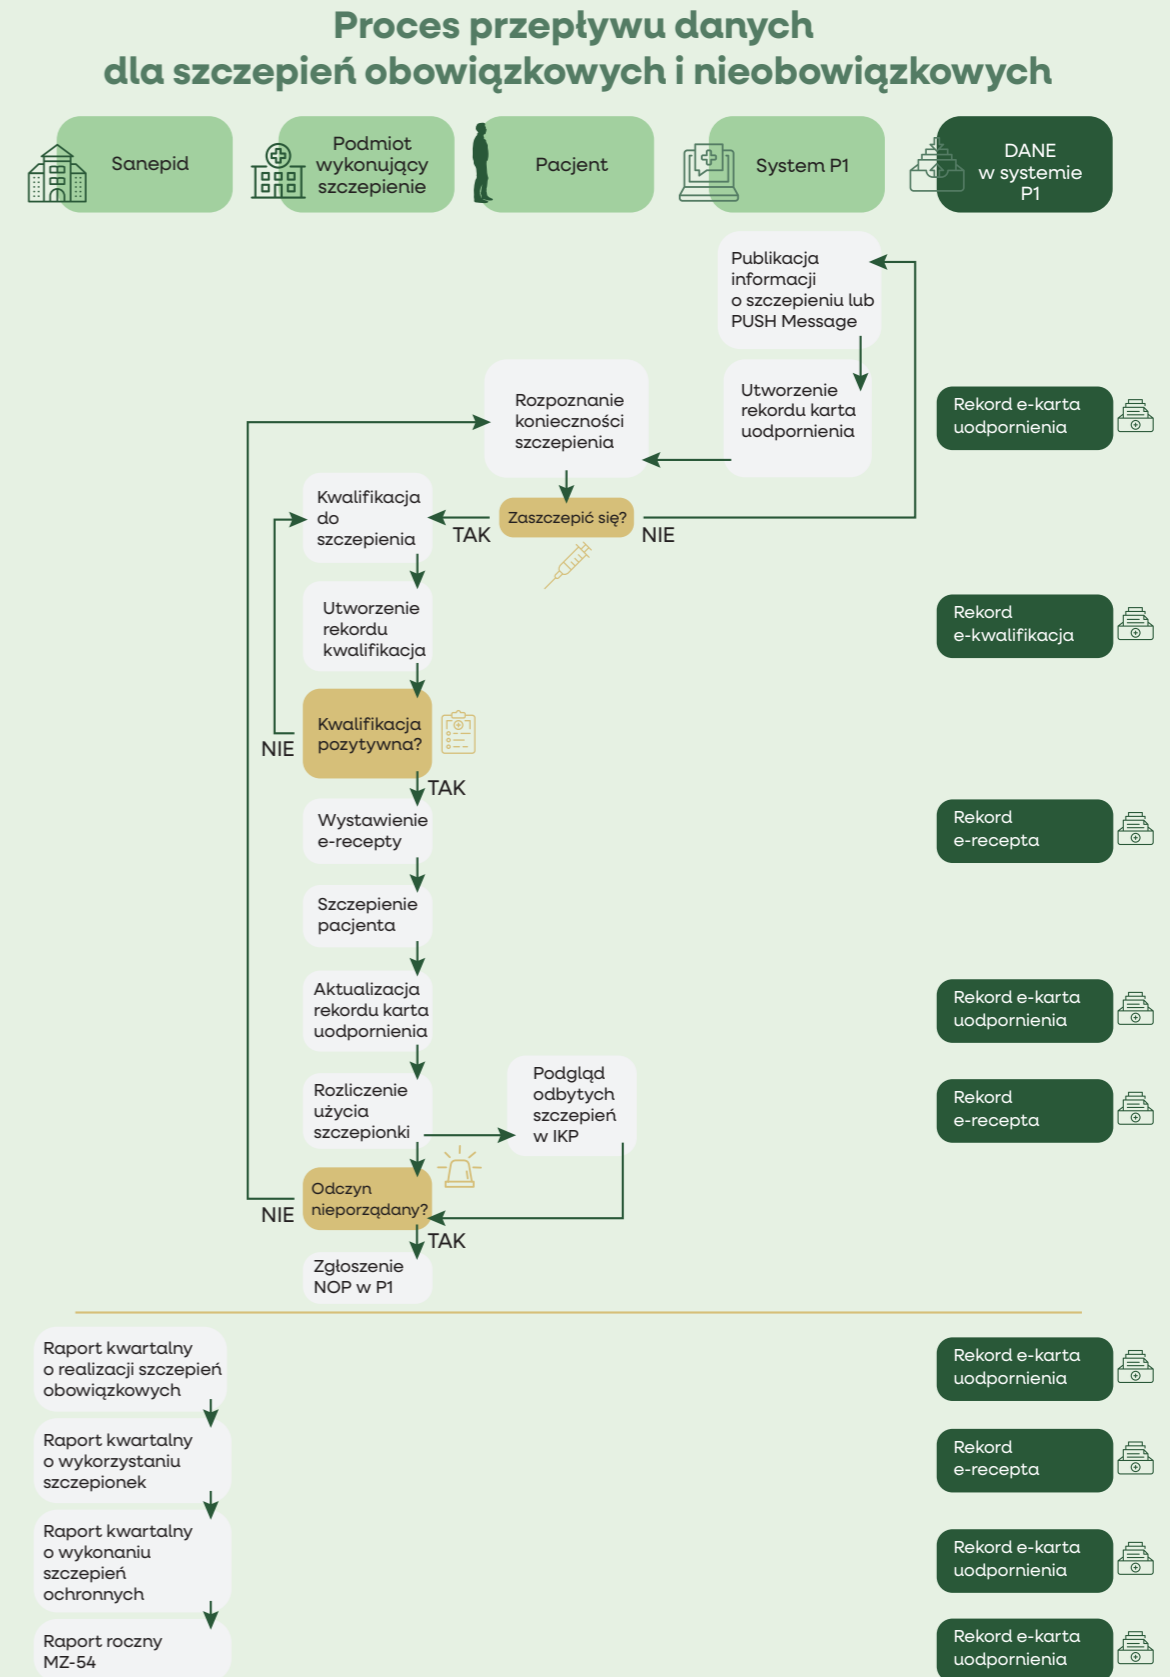 Proces przepływu danych
dla szczepień obowiązkowych i nieobowiązkowych
Sanepid
Podmiot
wykonujący
szczepienie
Pacjent
System P1
DANE
w systemie
P1
Publikacja
informacji
o szczepieniu lub
PUSH Message
Utworzenie
rekordu karta
uodpornienia
Rekord e-karta
uodpornienia
Rozpoznanie
konieczności
szczepienia
Zaszczepić się?
TAK
NIE
Kwalifikacja
do
szczepienia
Utworzenie
rekordu
kwalifikacja
Rekord
e-kwalifikacja
Kwalifikacja
pozytywna?
NIE
TAK
Wystawienie
e-recepty
Rekord
e-recepta
Szczepienie
pacjenta
Aktualizacja
rekordu karta
uodpornienia
Rekord e-karta
uodpornienia
Rozliczenie
użycia
szczepionki
Podgląd
odbytych
szczepień
w IKP
Rekord
e-recepta
Odczyn
nieporządany?
NIE
TAK
Zgłoszenie
NOP w P1
Raport kwartalny
o realizacji szczepień
obowiązkowych
Rekord e-karta
uodpornienia
Raport kwartalny
o wykorzystaniu
szczepionek
Rekord
e-recepta
Raport kwartalny
o wykonaniu
szczepień
ochronnych
Rekord e-karta
uodpornienia
Raport roczny
MZ-54
Rekord e-karta
uodpornienia